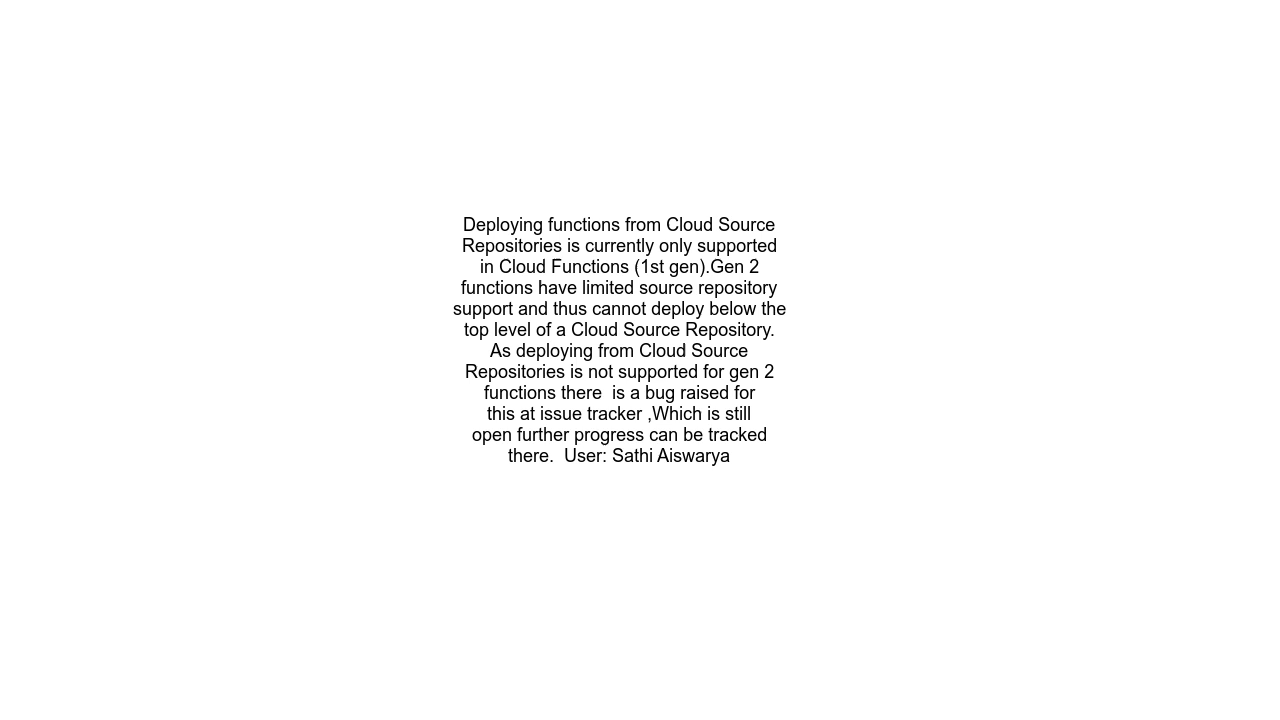 Deploying functions from Cloud Source
Repositories is currently only supported
in Cloud Functions (1st gen).Gen 2
functions have limited source repository
support and thus cannot deploy below the
top level of a Cloud Source Repository.
As deploying from Cloud Source
Repositories is not supported for gen 2
functions there  is a bug raised for
this at issue tracker ,Which is still
open further progress can be tracked
there.  User: Sathi Aiswarya